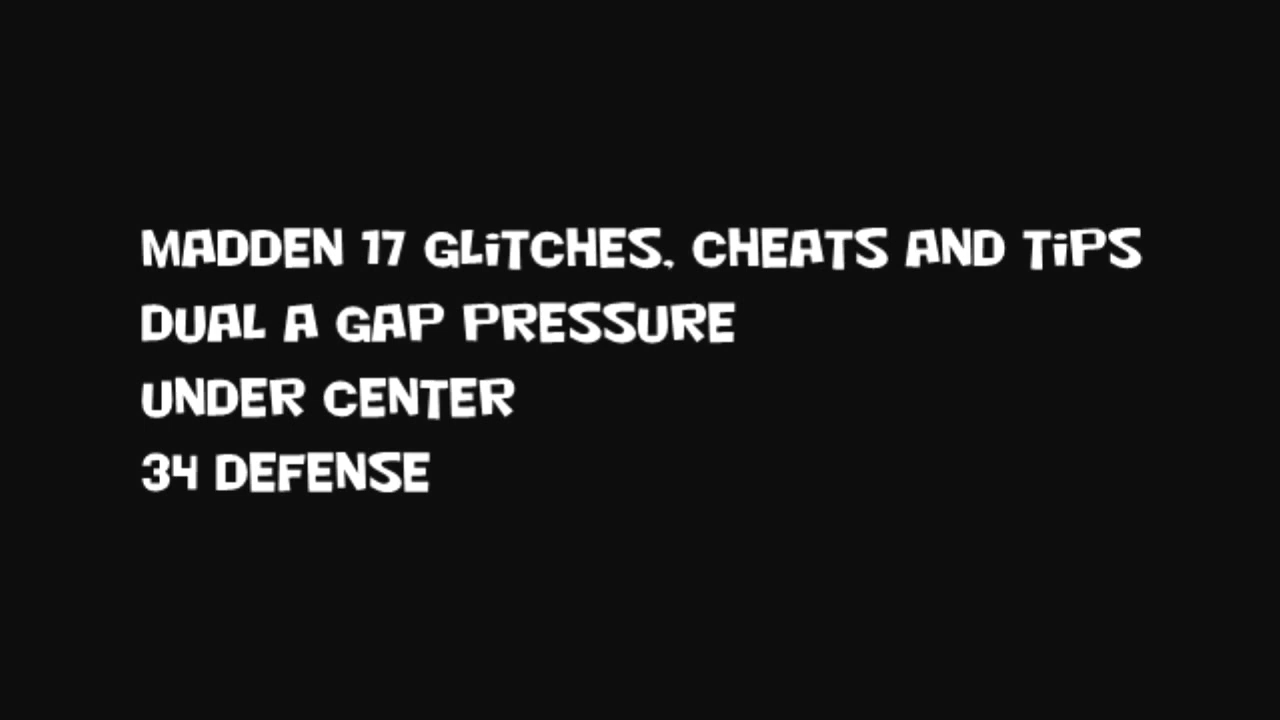 MADDEN 17 GLiTCHES, CHEATS AND TiPS
DUAL A GAP PRESSURE
UNDER CENTER
34 DEFENSE